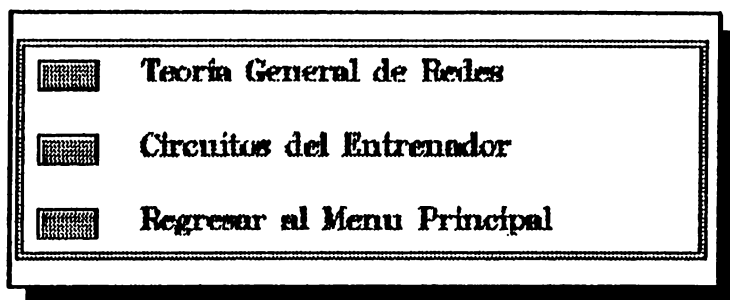 Teoría General de Redes
Circuitos del Entrenador
Regresar al Menu Principal